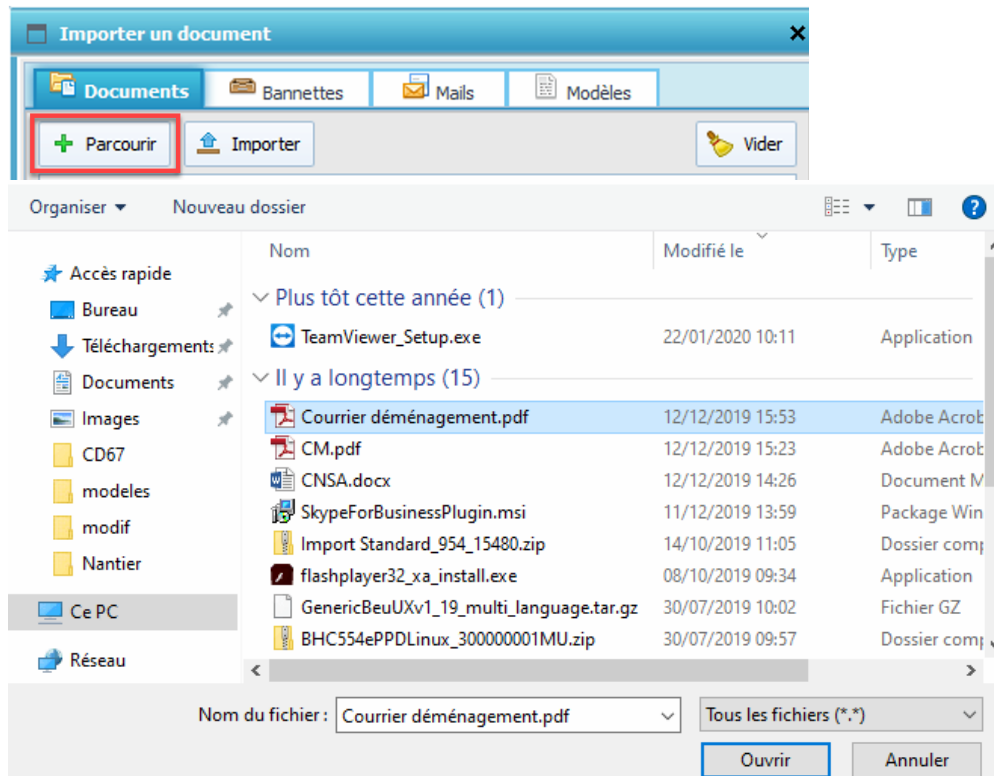 Importer un document
Documents Bannettes Mails Modèles
Parcourir Importer Vider
Organiser Nouveau dossier
Nom Modifié le Type
Accès rapide
Plus tôt cette année (1)
Bureau
TeamViewer_Setup.exe 22/01/2020 10:11 Application
Téléchargements
Documents
Il y a longtemps (15)
Images
Courrier déménagement.pdf 12/12/2019 15:53 Adobe Acrob
CM.pdf 12/12/2019 15:23 Adobe Acrob
CD67
CNSA.docx 12/12/2019 14:26 Document M
modeles
SkypeForBusinessPlugin.msi 11/12/2019 13:59 Package Win
modif
Import Standard_954_15480.zip 14/10/2019 11:05 Dossier comp
Nantier
flashplayer32_xa_install.exe 08/10/2019 09:34 Application
Ce PC
GenericBeuUXv1_19_multi_language.tar.gz 30/07/2019 10:02 Fichier GZ
BHC554ePPDLinux_300000001MU.zip 30/07/2019 09:57 Dossier comp
Réseau
Nom du fichier : Courrier déménagement.pdf Tous les fichiers (*.*)
Ouvrir Annuler